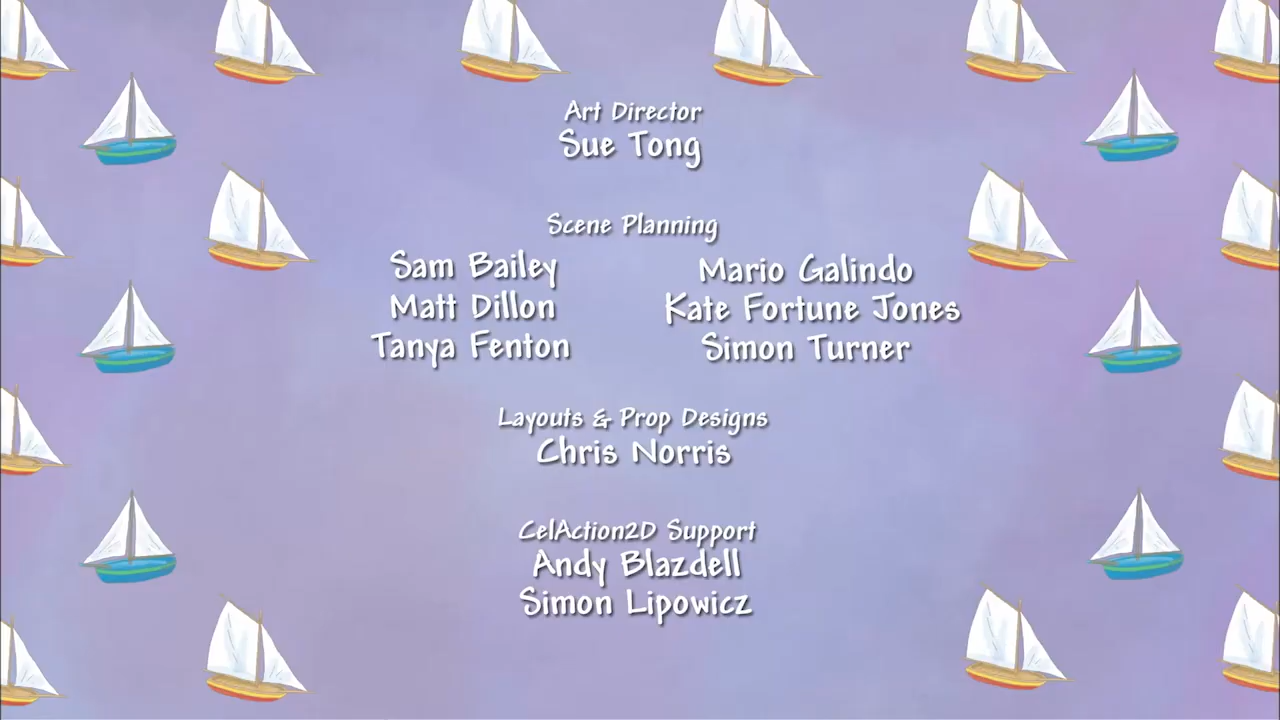 Art Director
Sue Tong
Scene Planning
Sam Bailey Mario Galindo
Matt Dillon Kate Fortune Jones
Tanya Fenton Simon Turner
Layouts & Prop Designs
Chris Norris
CelAction2D Support
Andy Blazdell
Simon Lipowicz